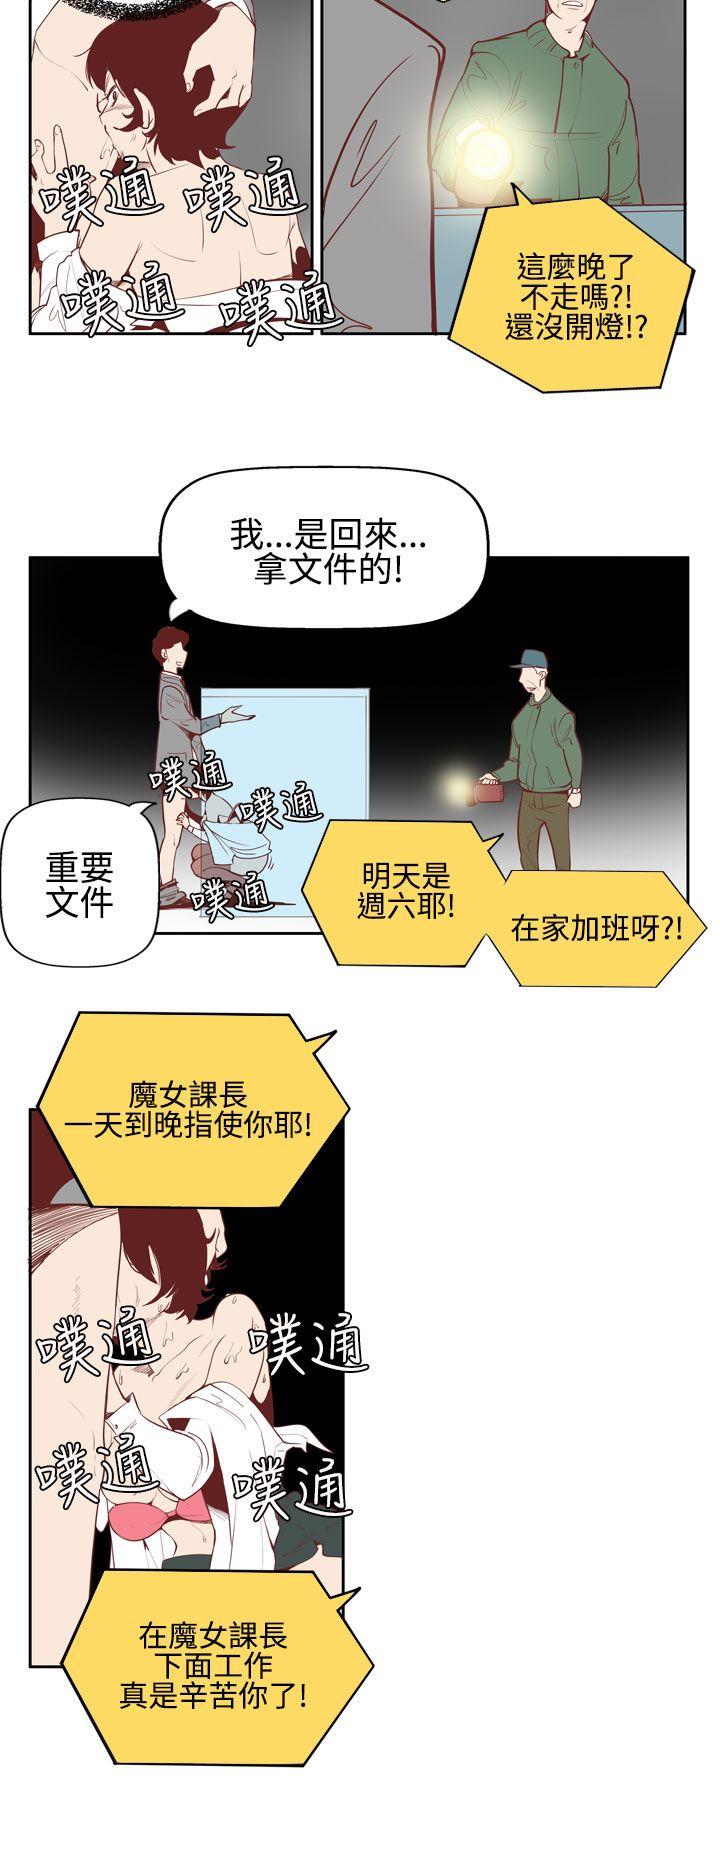 噗通
噗通
噗通
噗通
這麼晚了
不走嗎?!
還沒開燈!?
我...是回來...
拿文件的!
噗通
噗通
噗通
重要
文件
明天是
週六耶!
在家加班呀?!
魔女課長
一天到晚指使你耶!
噗通
噗通
噗通
噗通
在魔女課長
下面工作
真是辛苦你了!